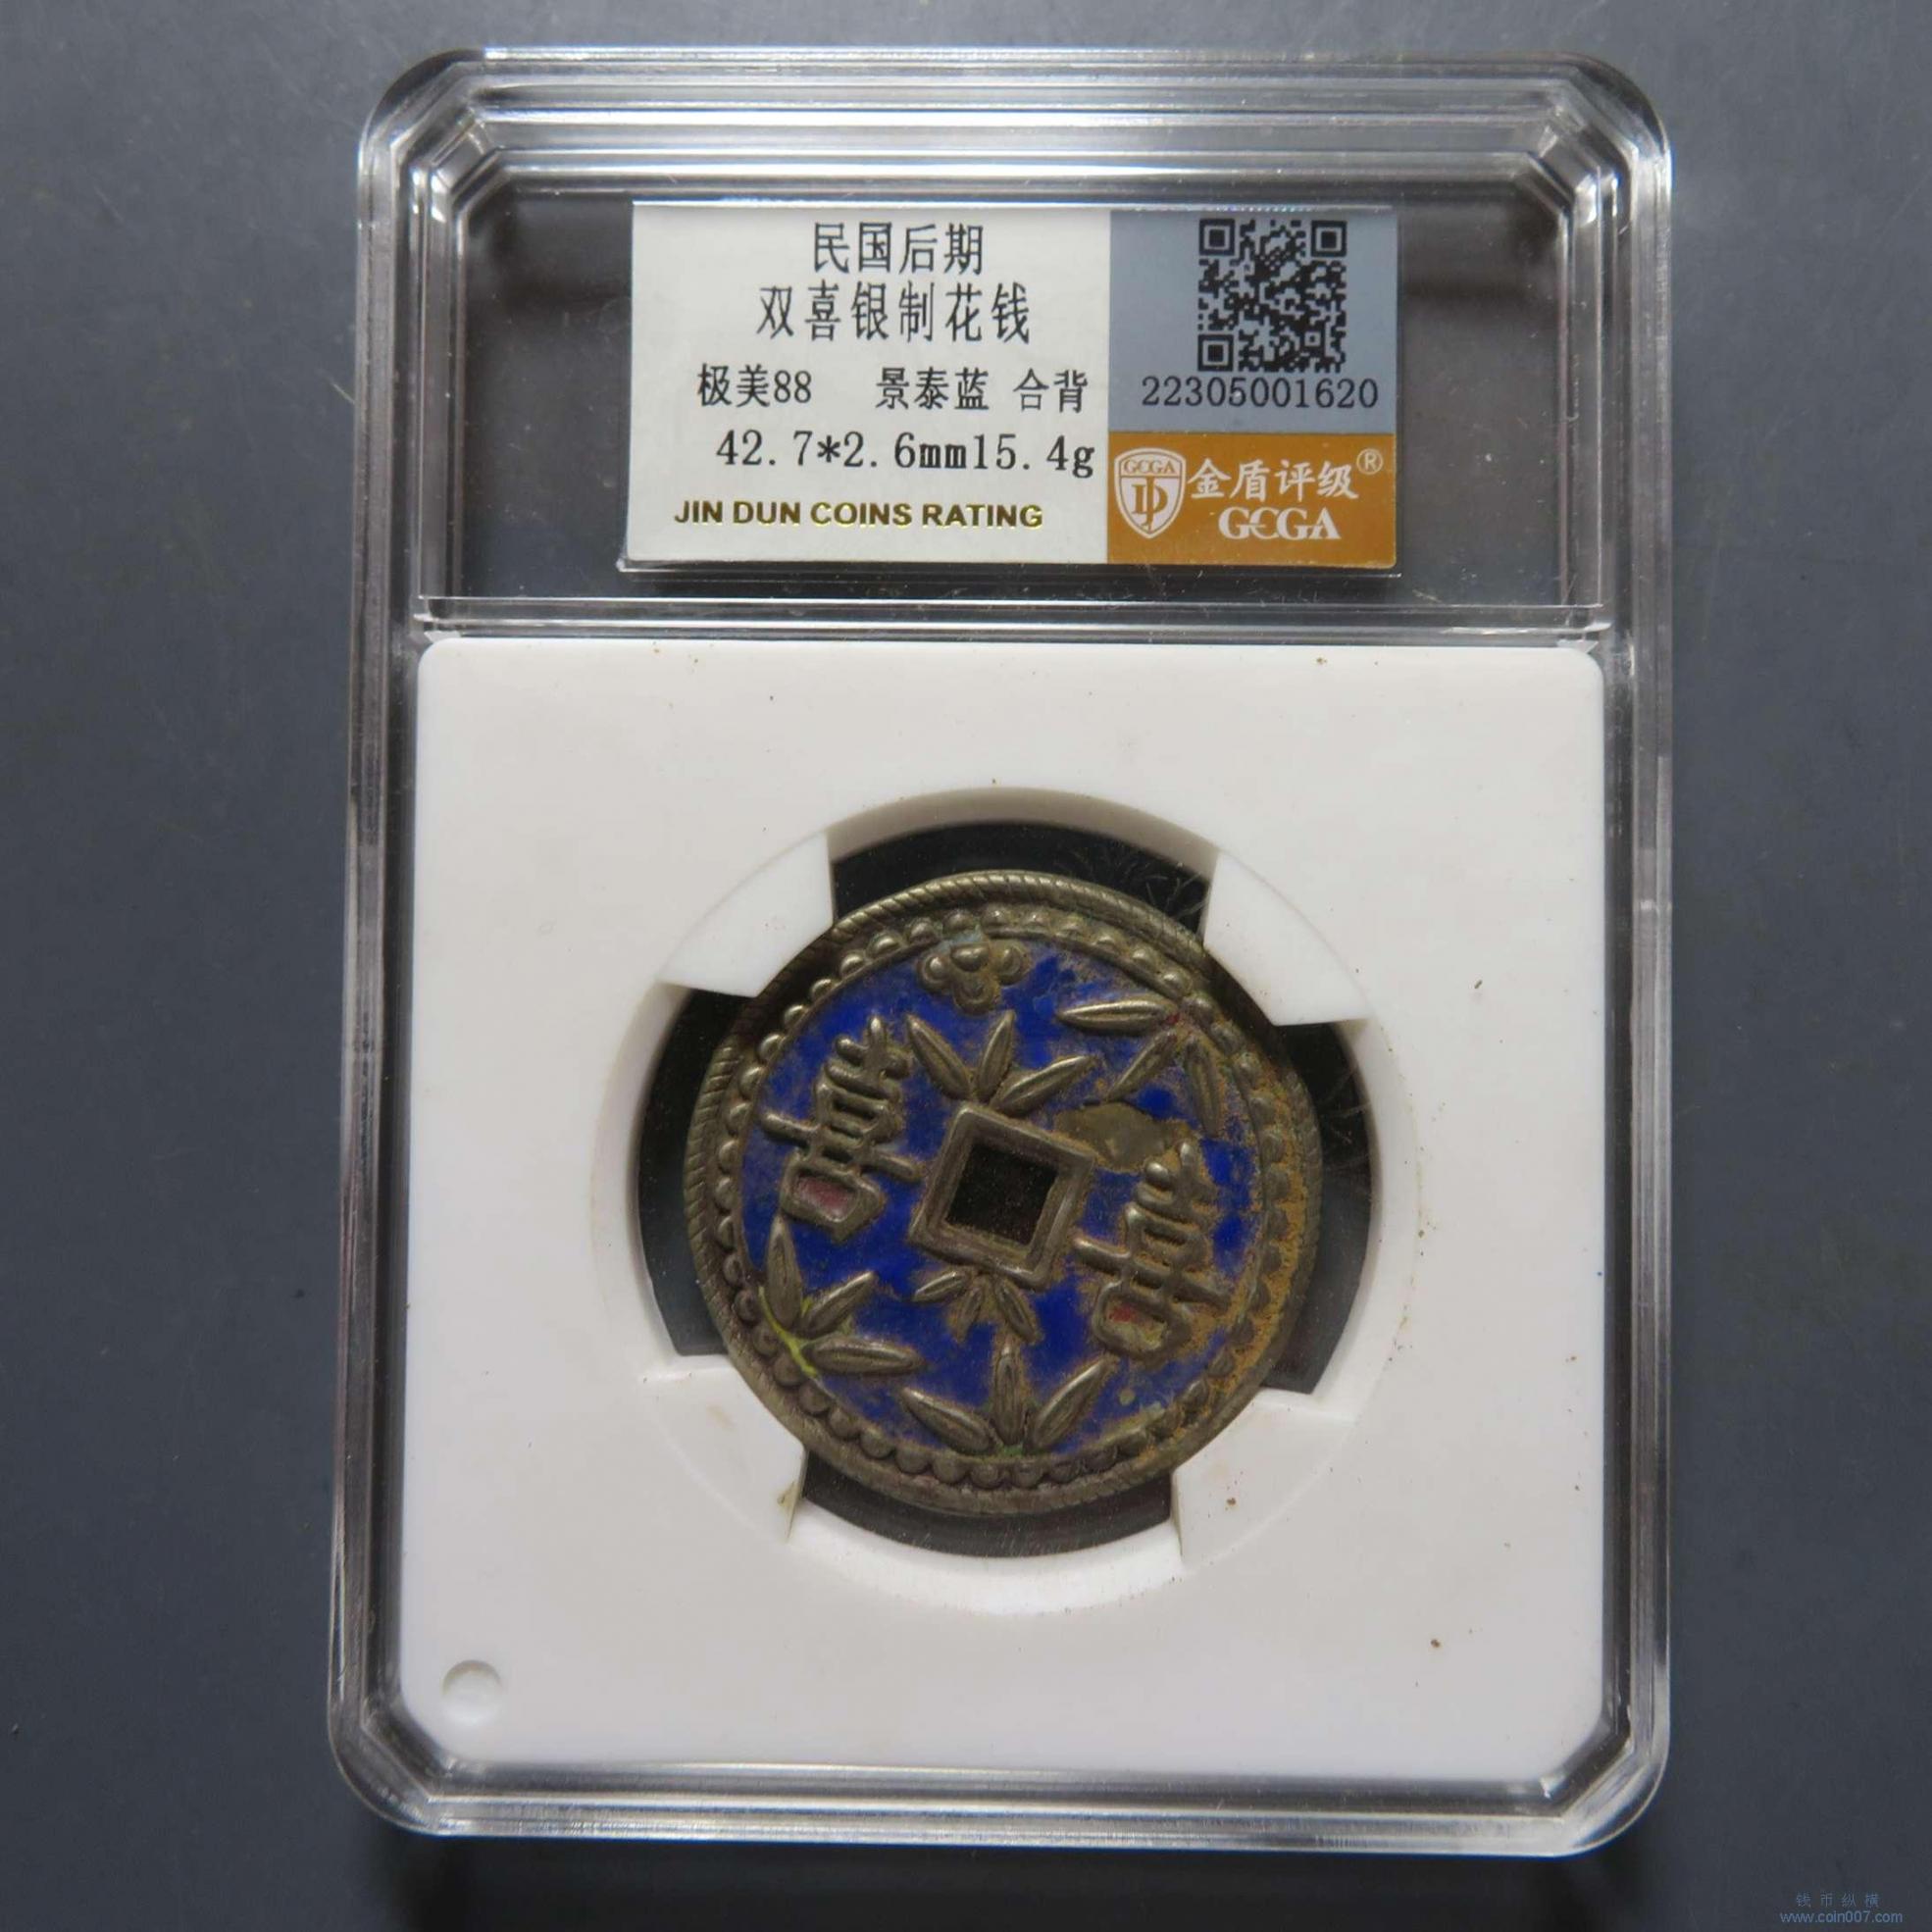 民国后期
双喜银制花钱
极美88 景泰蓝 合背
42.7*2.6mm15.4g
JIN DUN COINS RATING
22305001620
GCGA
金盾评级®
GCGA
喜
喜
钱币纵横
www.coin007.com